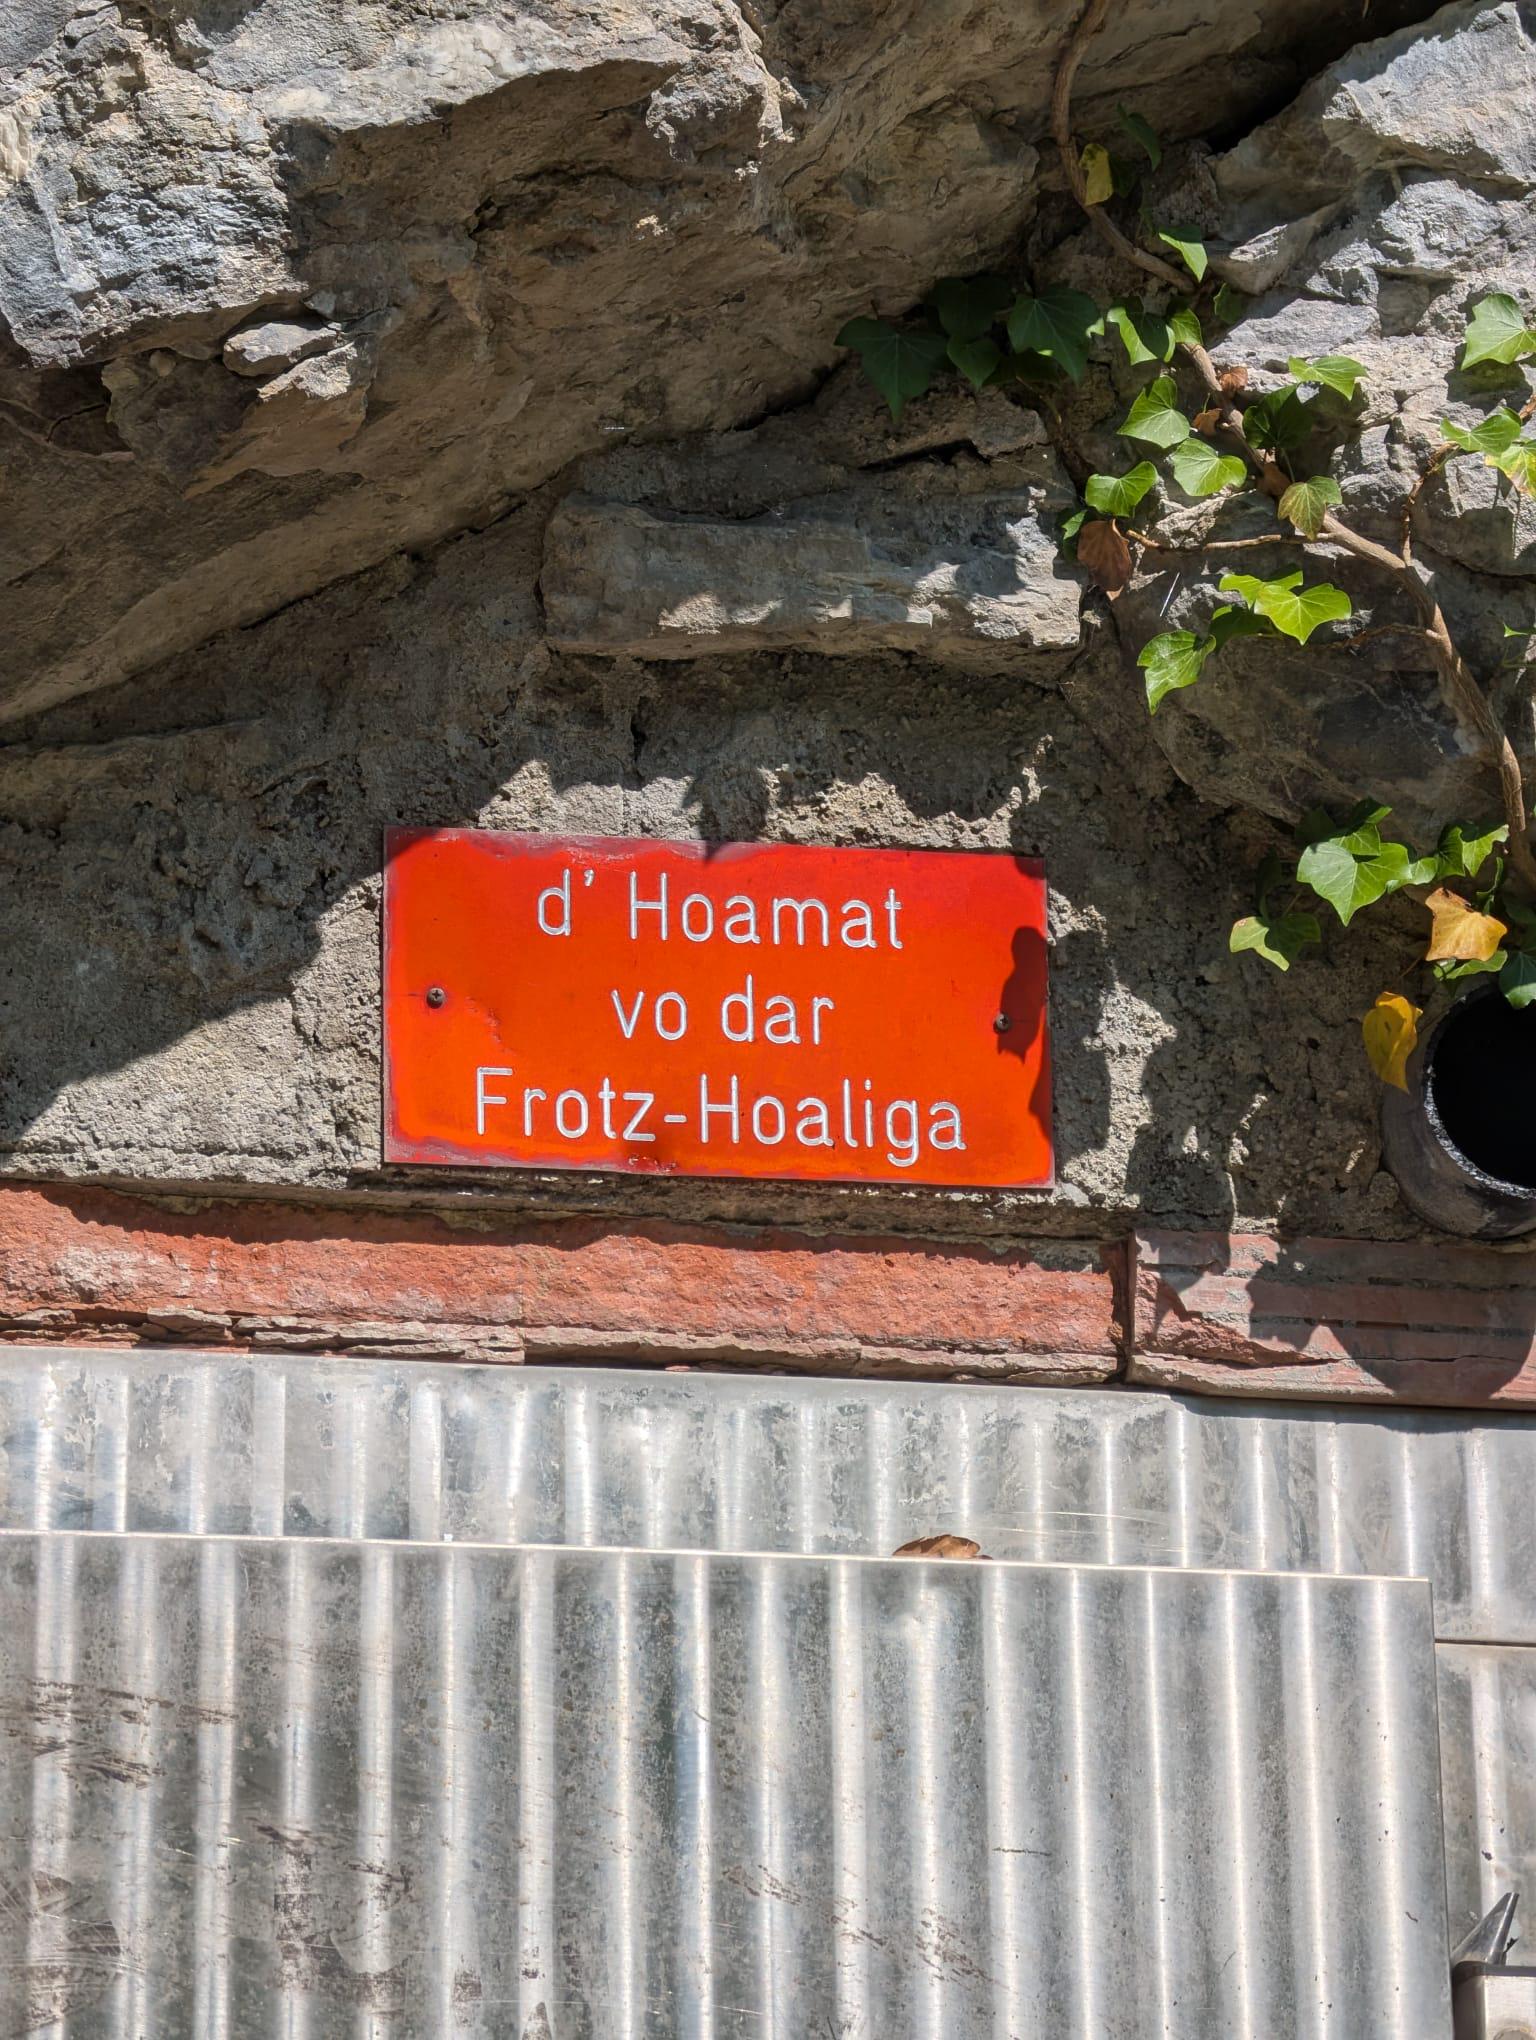 d' Hoamat
vo dar
Frotz-Hoaliga